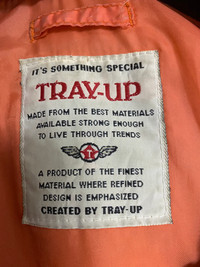 IT'S SOMETHING SPECIAL
TRAY-UP
MADE FROM THE BEST MATERIALS
AVAILABLE STRONG ENOUGH
TO LIVE THROUGH TRENDS
T
A PRODUCT OF THE FINEST
MATERIAL WHERE REFINED
DESIGN IS EMPHASIZED
CREATED BY TRAY-UP